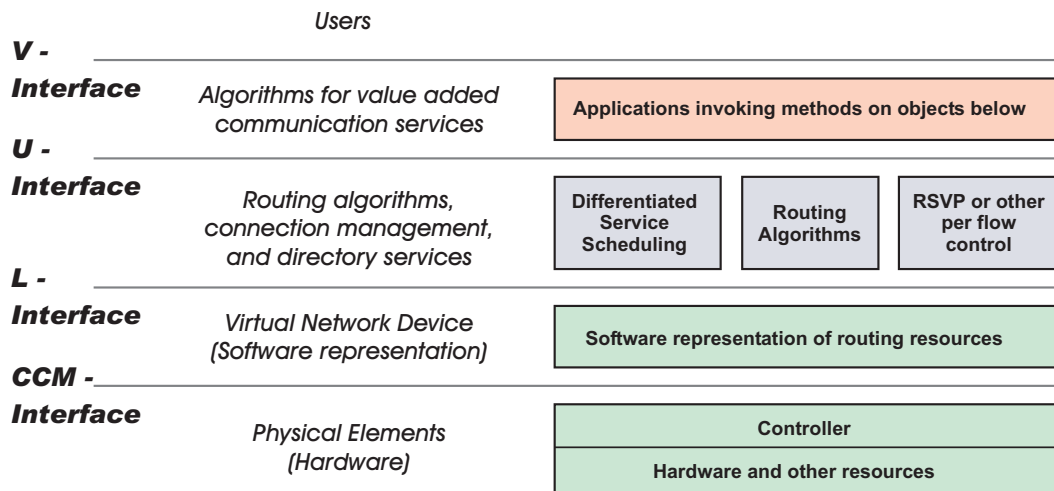 Users
V -
Interface
Algorithms for value added
communication services
Applications invoking methods on objects below
U -
Interface
Routing algorithms,
connection management,
and directory services
Differentiated
Service
Scheduling
Routing
Algorithms
RSVP or other
per flow
control
L -
Interface
Virtual Network Device
(Software representation)
Software representation of routing resources
CCM -
Interface
Physical Elements
(Hardware)
Controller
Hardware and other resources